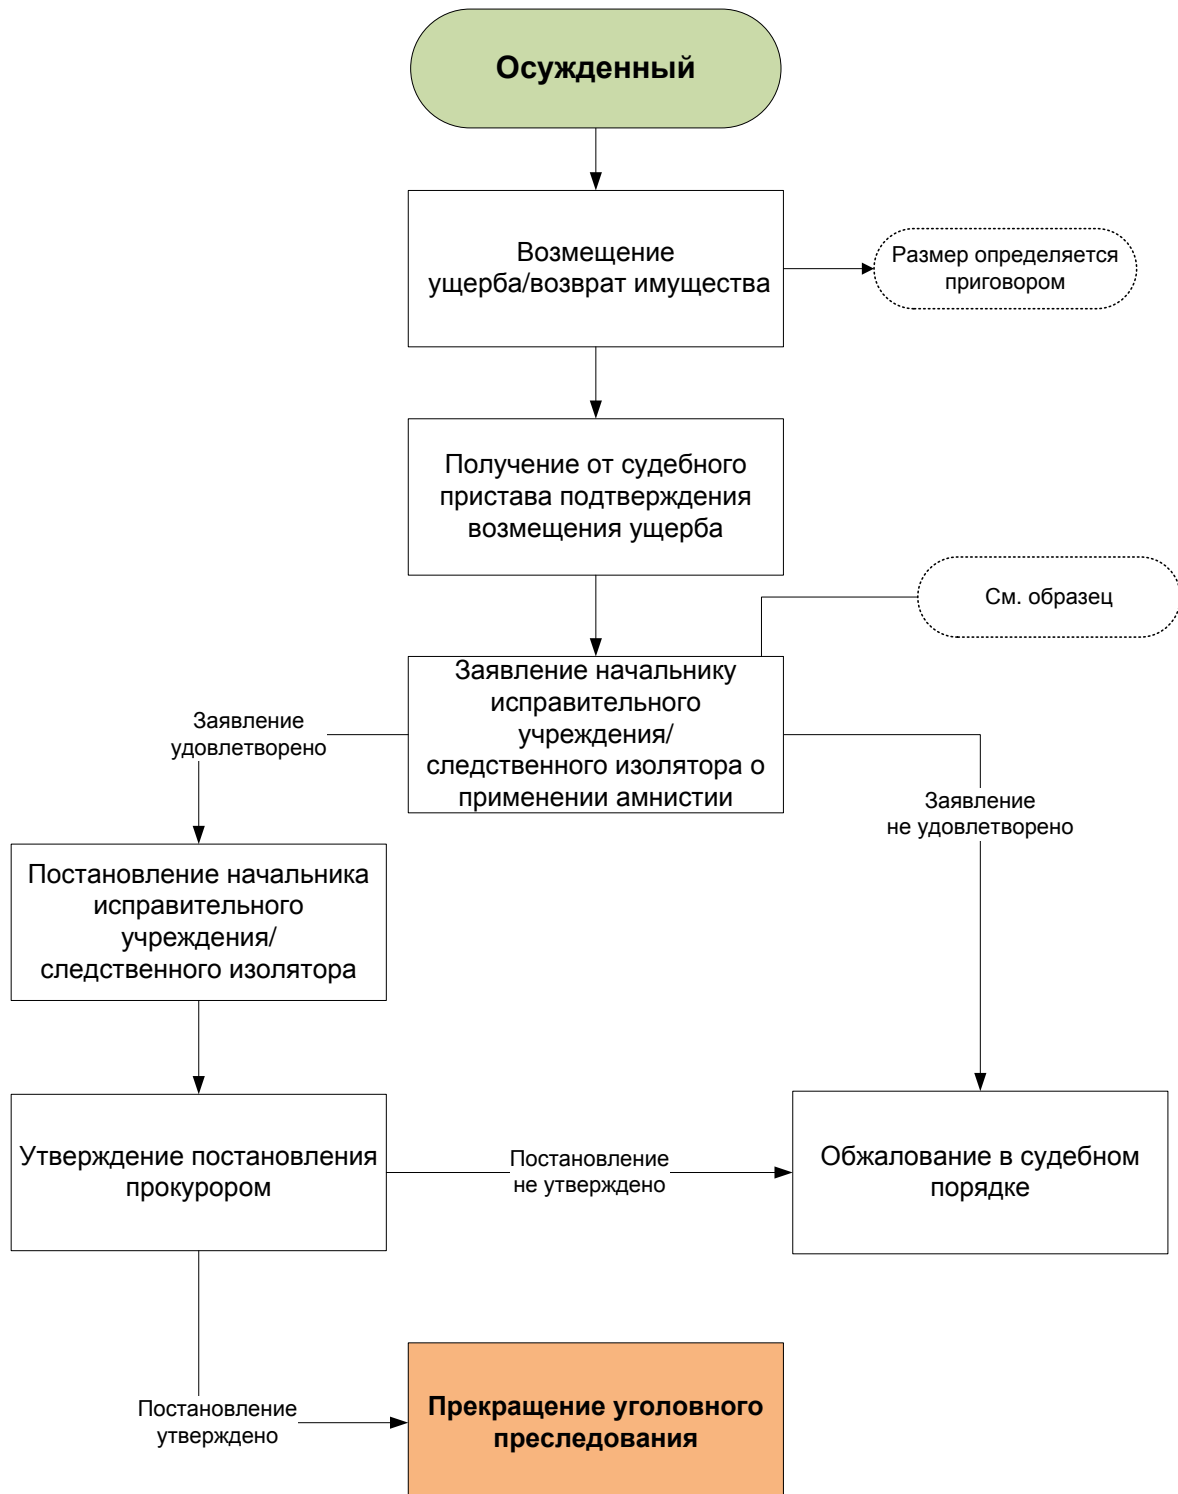 Осужденный
Возмещение
ущерба/возврат имущества
Размер определяется
приговором
Получение от судебного
пристава подтверждения
возмещения ущерба
См. образец
Заявление начальнику
исправительного
учреждения/
следственного изолятора о
применении амнистии
Заявление
удовлетворено
Заявление
не удовлетворено
Постановление начальника
исправительного
учреждения/
следственного изолятора
Утверждение постановления
прокурором
Постановление
не утверждено
Обжалование в судебном
порядке
Постановление
утверждено
Прекращение уголовного
преследования